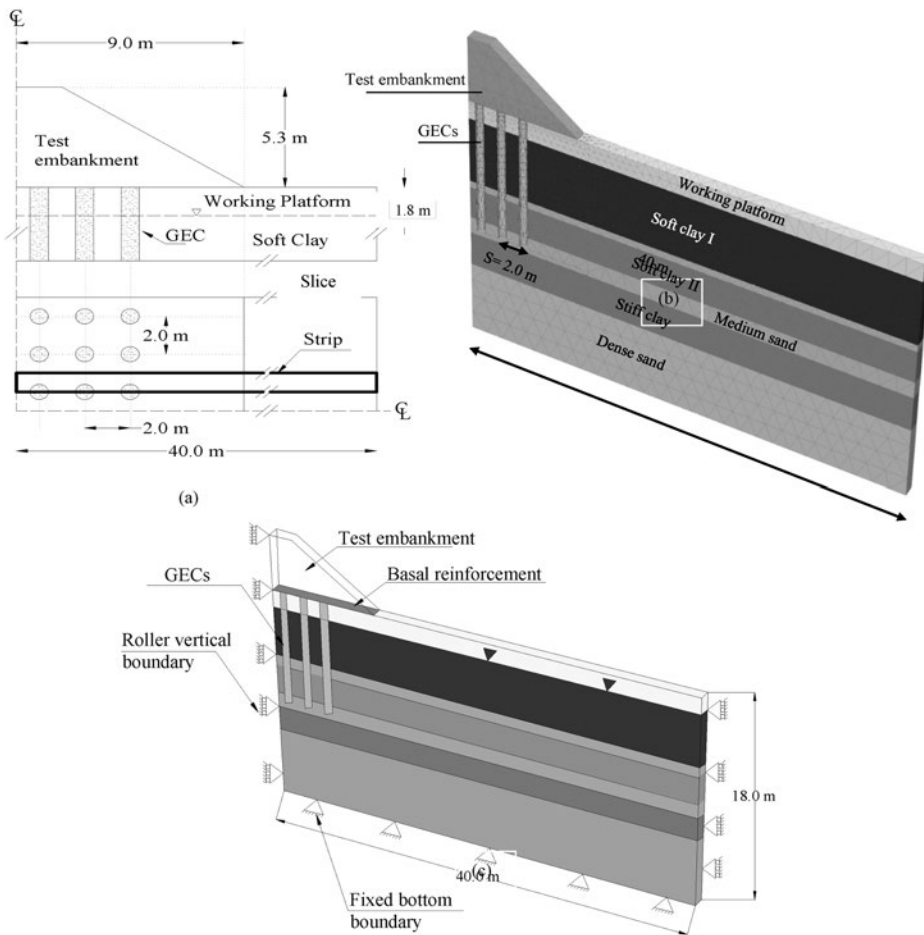 ℄
9.0 m
5.3 m
Test
embankment
Working Platform
1.8 m
GEC
Soft Clay
Slice
2.0 m
Strip
℄
2.0 m
40.0 m
(a)
Test embankment
GECs
Working platform
Soft clay I
40 m
Soft clay II
S= 2.0 m
(b)
Stiff clay
Medium sand
Dense sand
Test embankment
GECs
Basal reinforcement
Roller vertical
boundary
18.0 m
(c)
40.0 m
Fixed bottom
boundary